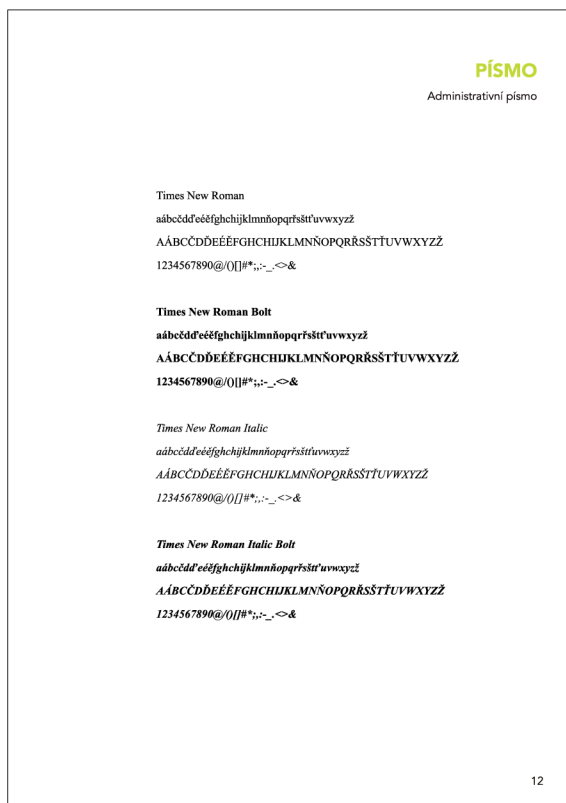 PÍSMO
Administrativní písmo
Times New Roman
aábcčdďeéěfghchijklmnňopqrřsštťuvwxyzž
AÁBCČDĎEÉĚFGHCHIJKLMNŇOPQRŘSŠTŤUVWXYZŽ
1234567890@/()[]#*;,:-_.<>&
Times New Roman Bolt
aábcčdďeéěfghchijklmnňopqrřsštťuvwxyzž
AÁBCČDĎEÉĚFGHCHIJKLMNŇOPQRŘSŠTŤUVWXYZŽ
1234567890@/()[]#*;,:-_.<>&
Times New Roman Italic
aábcčdďeéěfghchijklmnňopqrřsštťuvwxyzž
AÁBCČDĎEÉĚFGHCHIJKLMNŇOPQRŘSŠTŤUVWXYZŽ
1234567890@/()[]#*;,:-_.<>&
Times New Roman Italic Bolt
aábcčdďeéěfghchijklmnňopqrřsštťuvwxyzž
AÁBCČDĎEÉĚFGHCHIJKLMNŇOPQRŘSŠTŤUVWXYZŽ
1234567890@/()[]#*;,:-_.<>&
12